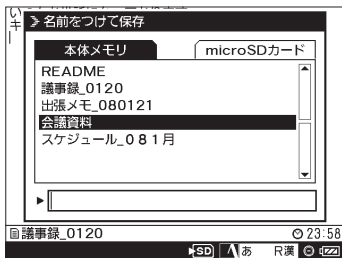 い
キー
名前をつけて保存
本体メモリ
microSDカード
README
議事録_0120
出張メモ_080121
会議資料
スケジュール_０８１月
議事録_0120
23:58
SD
あ
R漢